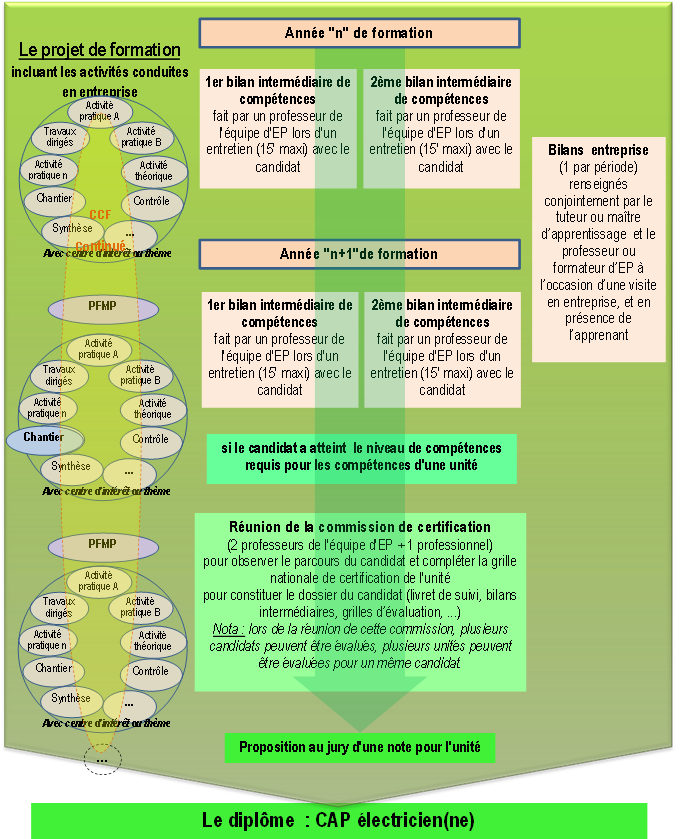 Le projet de formation
incluant les activités conduites
en entreprise
Activité
pratique A
Travaux
dirigés
Activité
pratique B
Activité
pratique n
Activité
théorique
Chantier
Contrôle
CCF
Synthèse
...
Continué
Avec centre d'intérêt ou thème
PFMP
Activité
pratique A
Travaux
dirigés
Activité
pratique B
Activité
pratique n
Activité
théorique
Chantier
Contrôle
Synthèse
...
Avec centre d'intérêt ou thème
PFMP
Activité
pratique A
Travaux
dirigés
Activité
pratique B
Activité
pratique n
Activité
théorique
Chantier
Contrôle
Synthèse
...
Avec centre d'intérêt ou thème
...
Année "n" de formation
1er bilan intermédiaire de
compétences
fait par un professeur de
l'équipe d'EP lors d'un
entretien (15' maxi) avec le
candidat
2ème bilan intermédiaire
de compétences
fait par un professeur de
l'équipe d'EP lors d'un
entretien (15' maxi) avec le
candidat
Année "n+1"de formation
1er bilan intermédiaire de
compétences
fait par un professeur de
l'équipe d'EP lors d'un
entretien (15' maxi) avec le
candidat
2ème bilan intermédiaire
de compétences
fait par un professeur de
l'équipe d'EP lors d'un
entretien (15' maxi) avec le
candidat
Bilans entreprise
(1 par période)
renseignés
conjointement par le
tuteur ou maître
d'apprentissage et le
professeur ou
formateur d'EP à
l'occasion d'une visite
en entreprise, et en
présence de
l'apprenant
si le candidat a atteint le niveau de compétences
requis pour les compétences d'une unité
Réunion de la commission de certification
(2 professeurs de l'équipe d'EP + 1 professionnel)
pour observer le parcours du candidat et compléter la grille
nationale de certification de l'unité
pour constituer le dossier du candidat (livret de suivi, bilans
intermédiaires, grilles d'évaluation, ...)
Nota : lors de la réunion de cette commission, plusieurs
candidats peuvent être évalués, plusieurs unités peuvent
être évaluées pour un même candidat
Proposition au jury d'une note pour l'unité
Le diplôme : CAP électricien(ne)